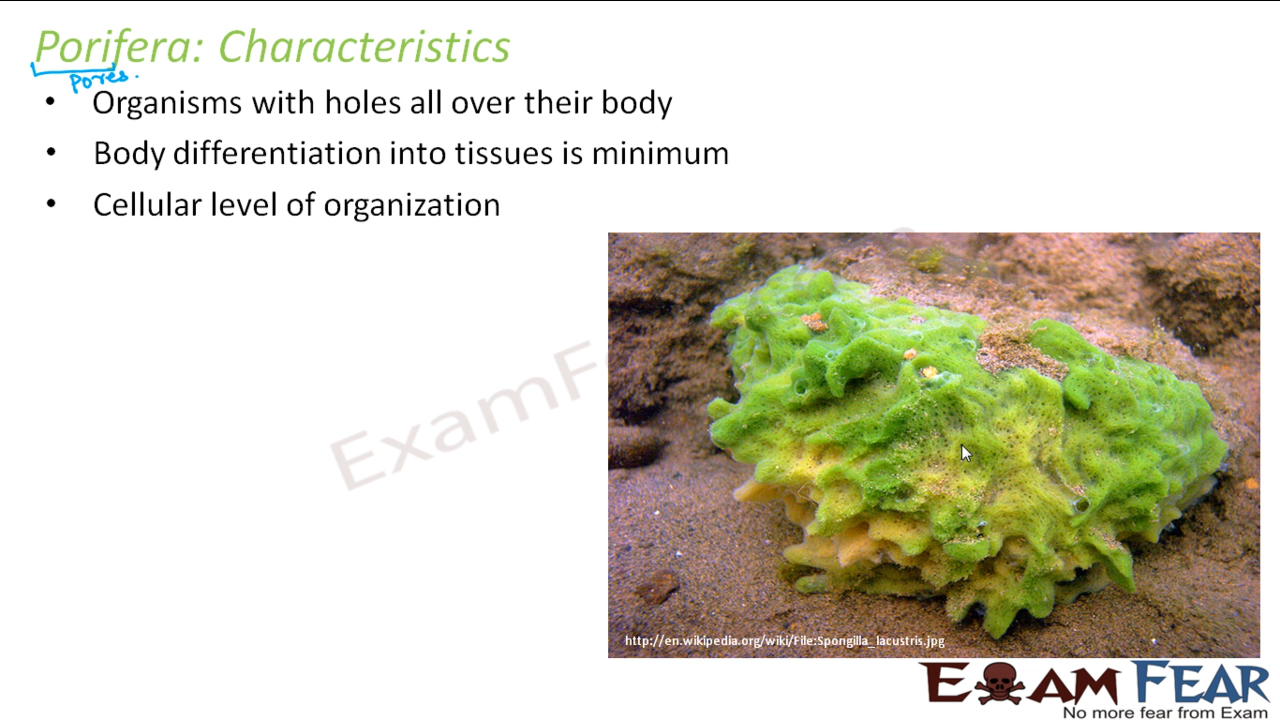 Porifera: Characteristics
Pores.
• Organisms with holes all over their body
• Body differentiation into tissues is minimum
• Cellular level of organization
ExamF
http://en.wikipedia.org/wiki/File:Spongilla_lacustris.jpg
EXAM FEAR
No more fear from Exam